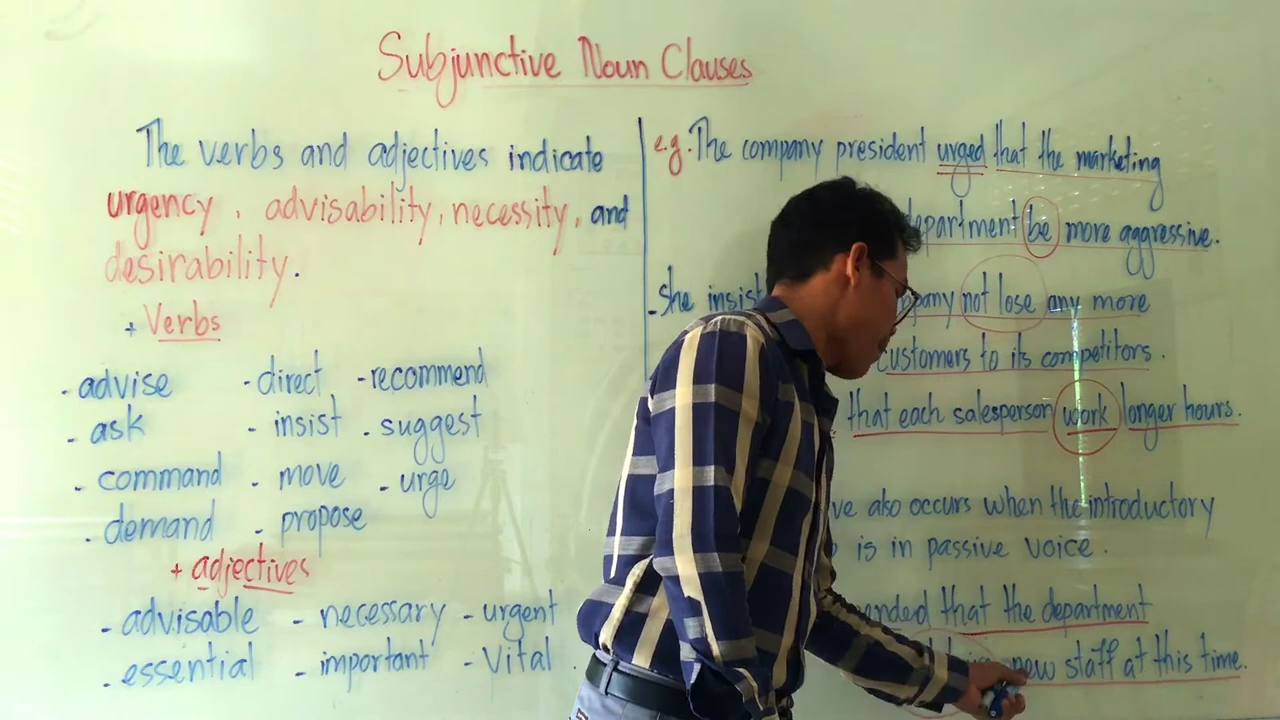 Subjunctive Noun Clauses
The verbs and adjectives indicate
urgency, advisability, necessity, and
desirability.
+ Verbs
- advise - direct - recommend
- ask - insist - suggest
- command - move - urge
- demand - propose
+ adjectives
- advisable - necessary - urgent
- essential - important - Vital
e.g. The company president urged that the marketing
department be more aggressive.
- She insist
not lose any more
customers to its competitors.
that each salesperson work longer hours.
also occurs when the introductory
is in passive voice.
that the department
new staff at this time.